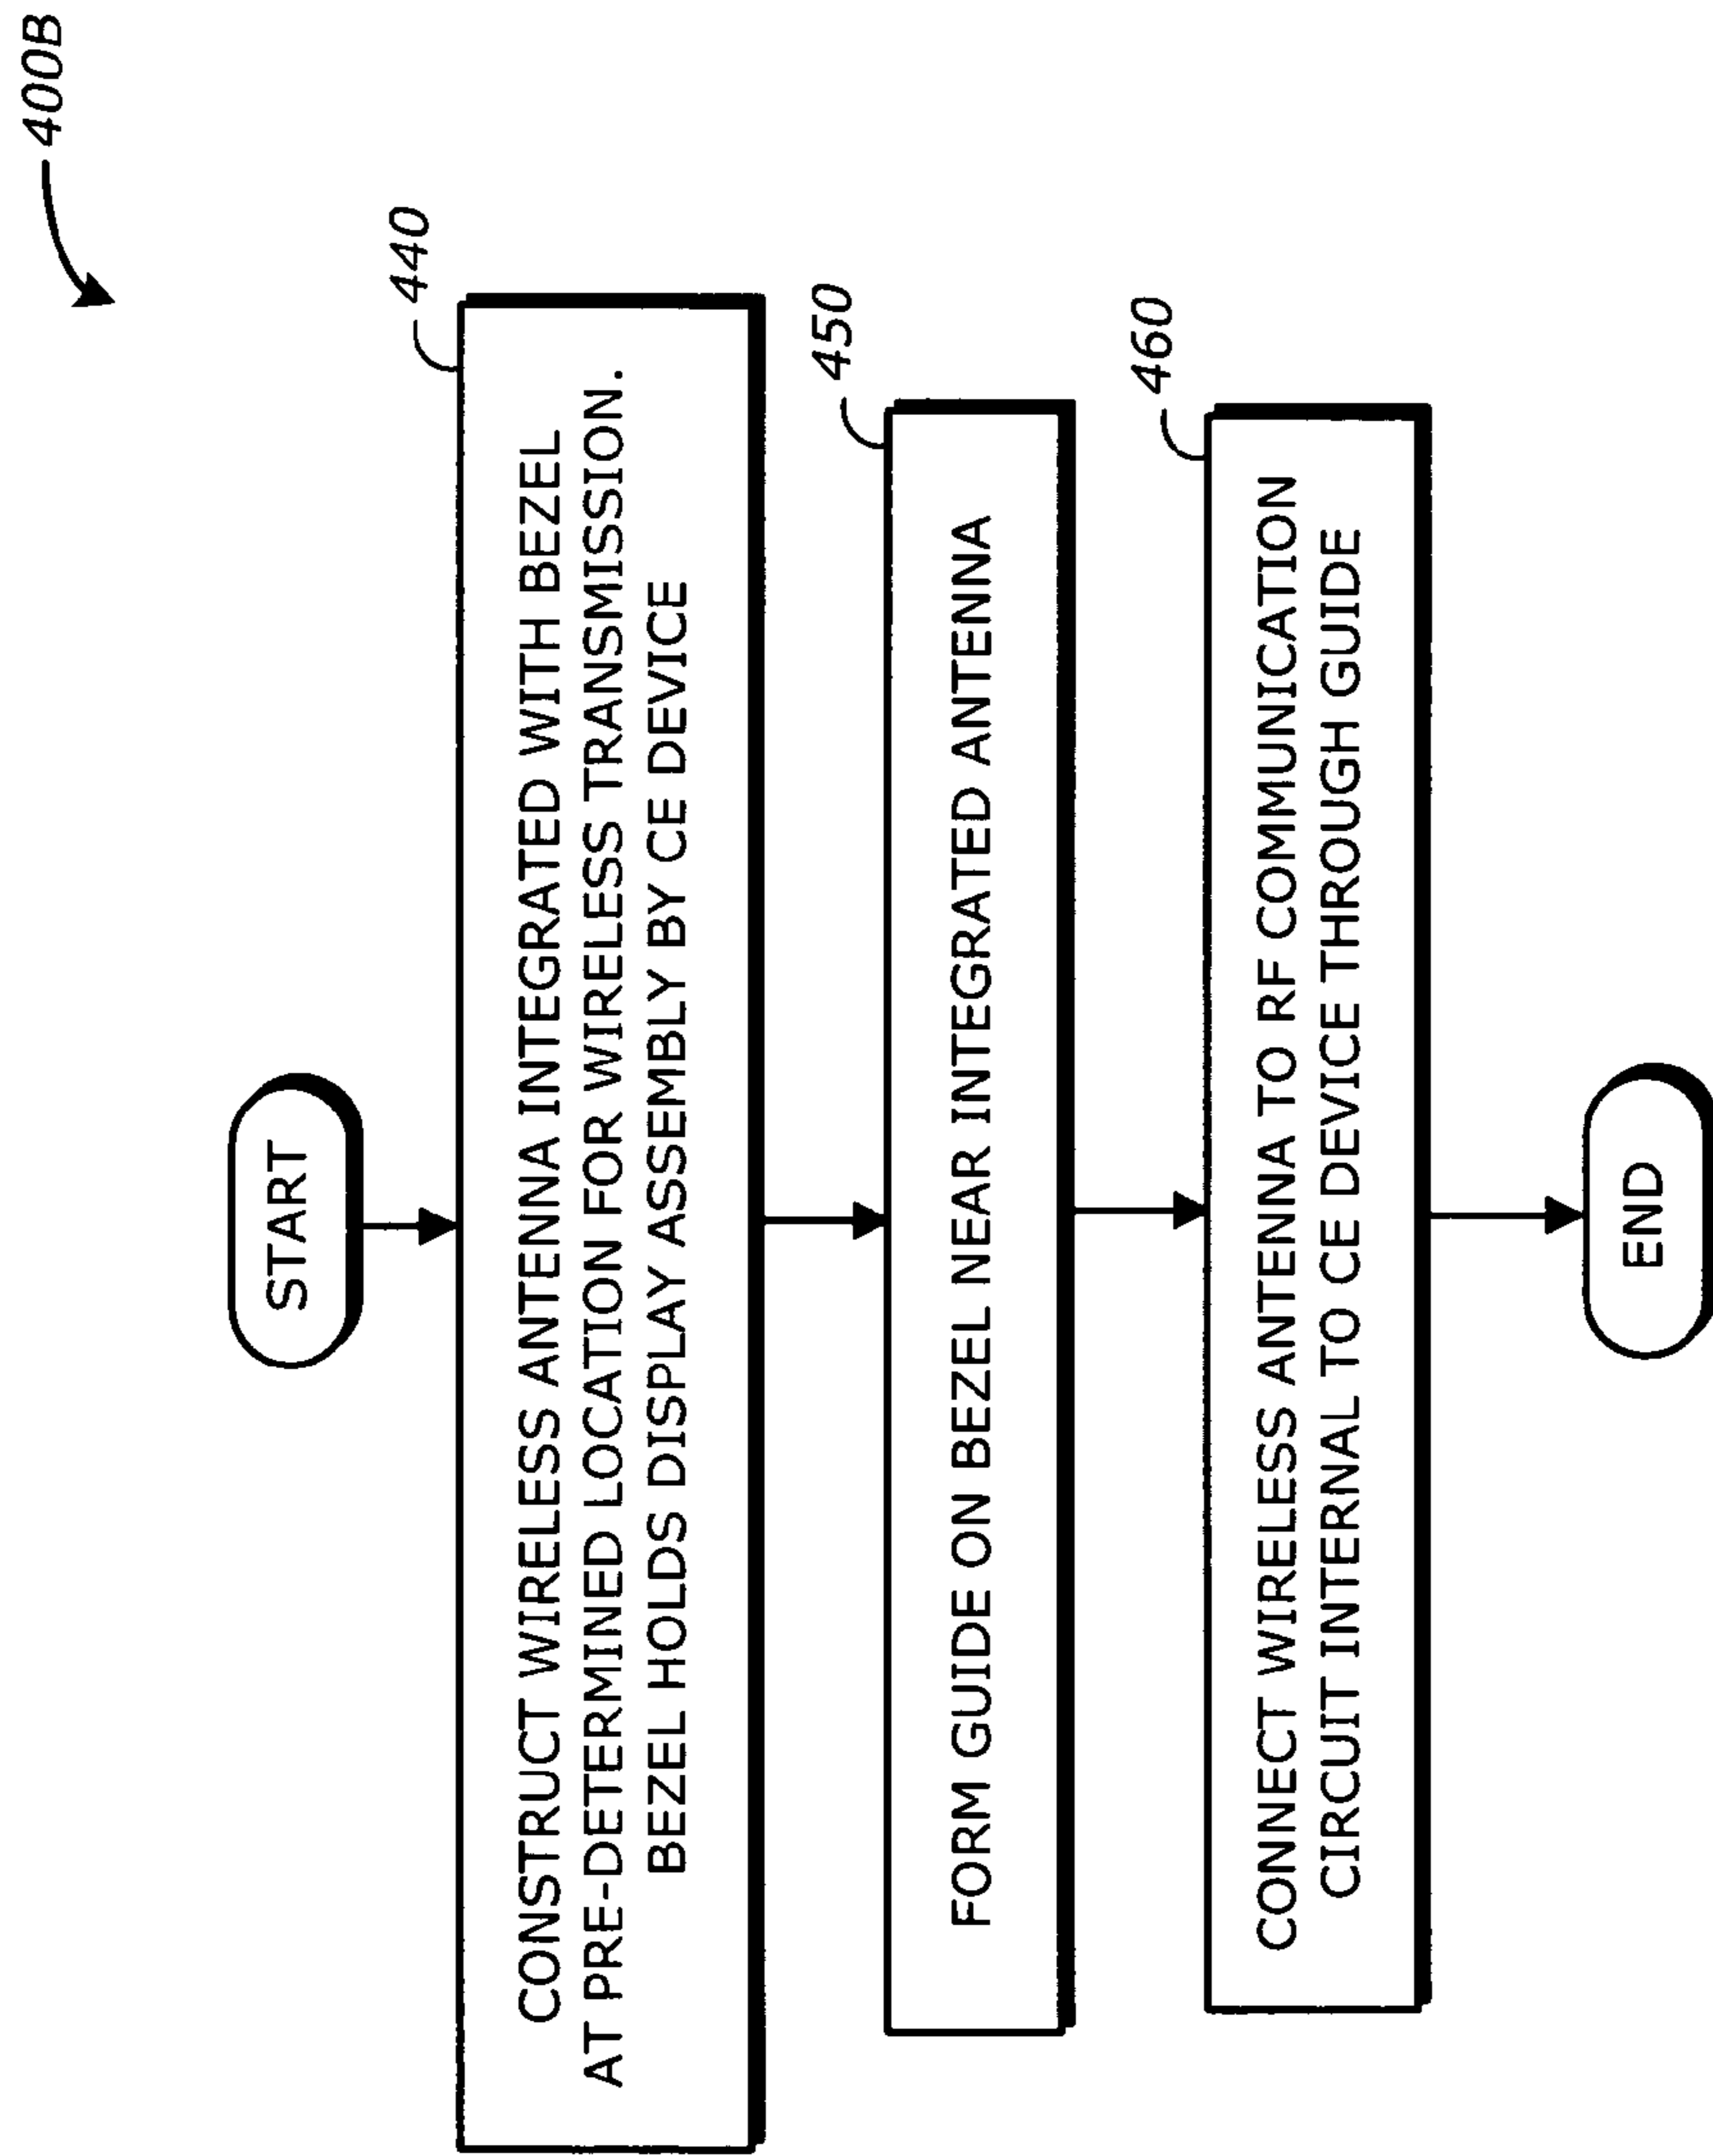 400B
START
440
CONSTRUCT WIRELESS ANTENNA INTEGRATED WITH BEZEL
AT PRE-DETERMINED LOCATION FOR WIRELESS TRANSMISSION.
BEZEL HOLDS DISPLAY ASSEMBLY BY CE DEVICE
450
FORM GUIDE ON BEZEL NEAR INTEGRATED ANTENNA
460
CONNECT WIRELESS ANTENNA TO RF COMMUNICATION
CIRCUIT INTERNAL TO CE DEVICE THROUGH GUIDE
END